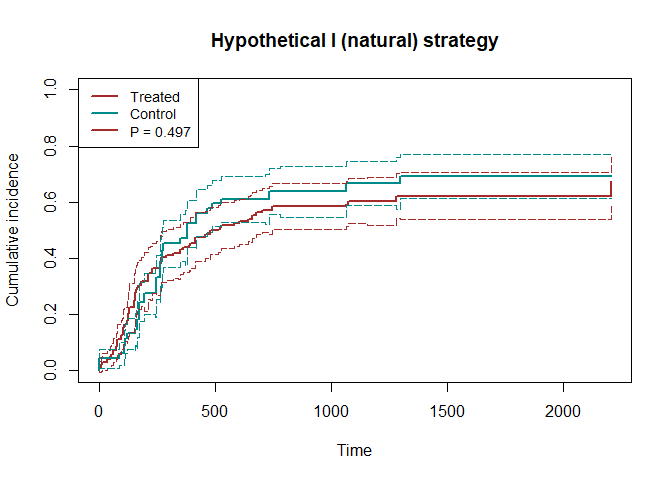 Hypothetical I (natural) strategy
Treated
Control
P = 0.497
Cumulative incidence
1.0
0.8
0.6
0.4
0.2
0.0
0 500 1000 1500 2000
Time